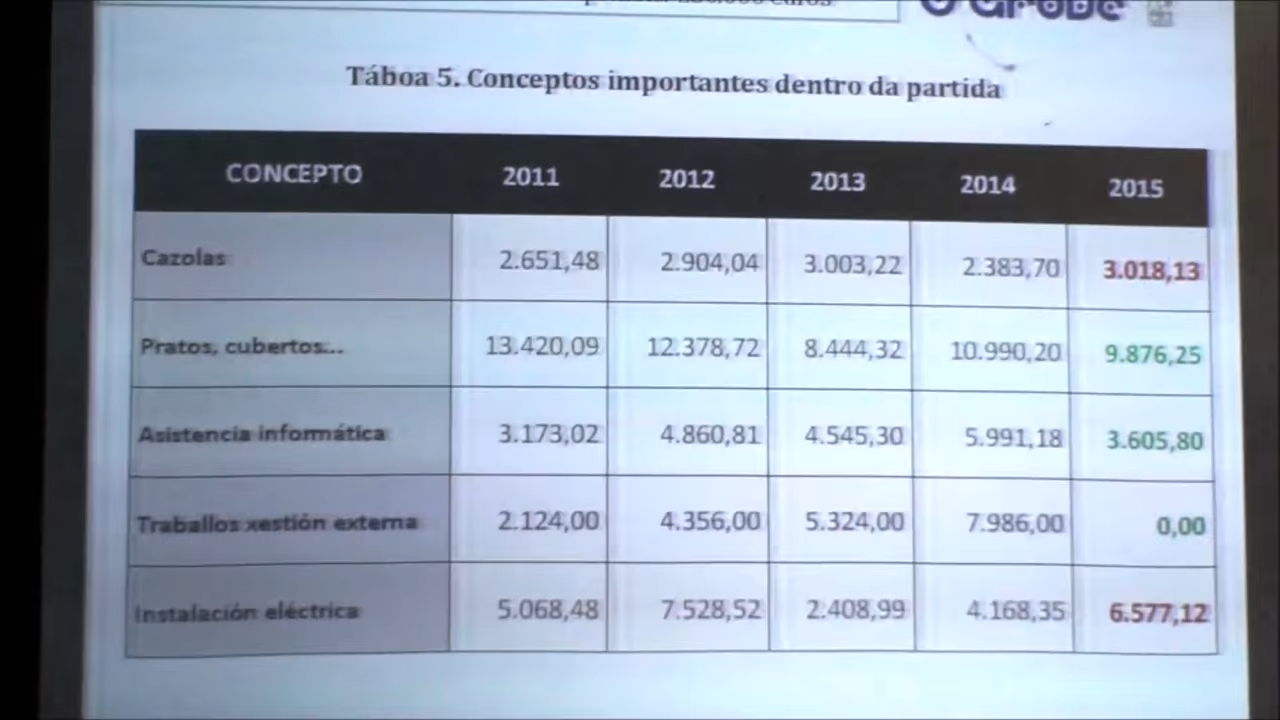 O Grobe
Táboa 5. Conceptos importantes dentro da partida
CONCEPTO 2011 2012 2013 2014 2015
Cazolas 2.651,48 2.904,04 3.003,22 2.383,70 3.018,13
Pratos, cubertos... 13.420,09 12.378,72 8.444,32 10.990,20 9.876,25
Asistencia informática 3.173,02 4.860,81 4.545,30 5.991,18 3.605,80
Traballos xestión externa 2.124,00 4.356,00 5.324,00 7.986,00 0,00
Instalación eléctrica 5.068,48 7.528,52 2.408,99 4.168,35 6.577,12